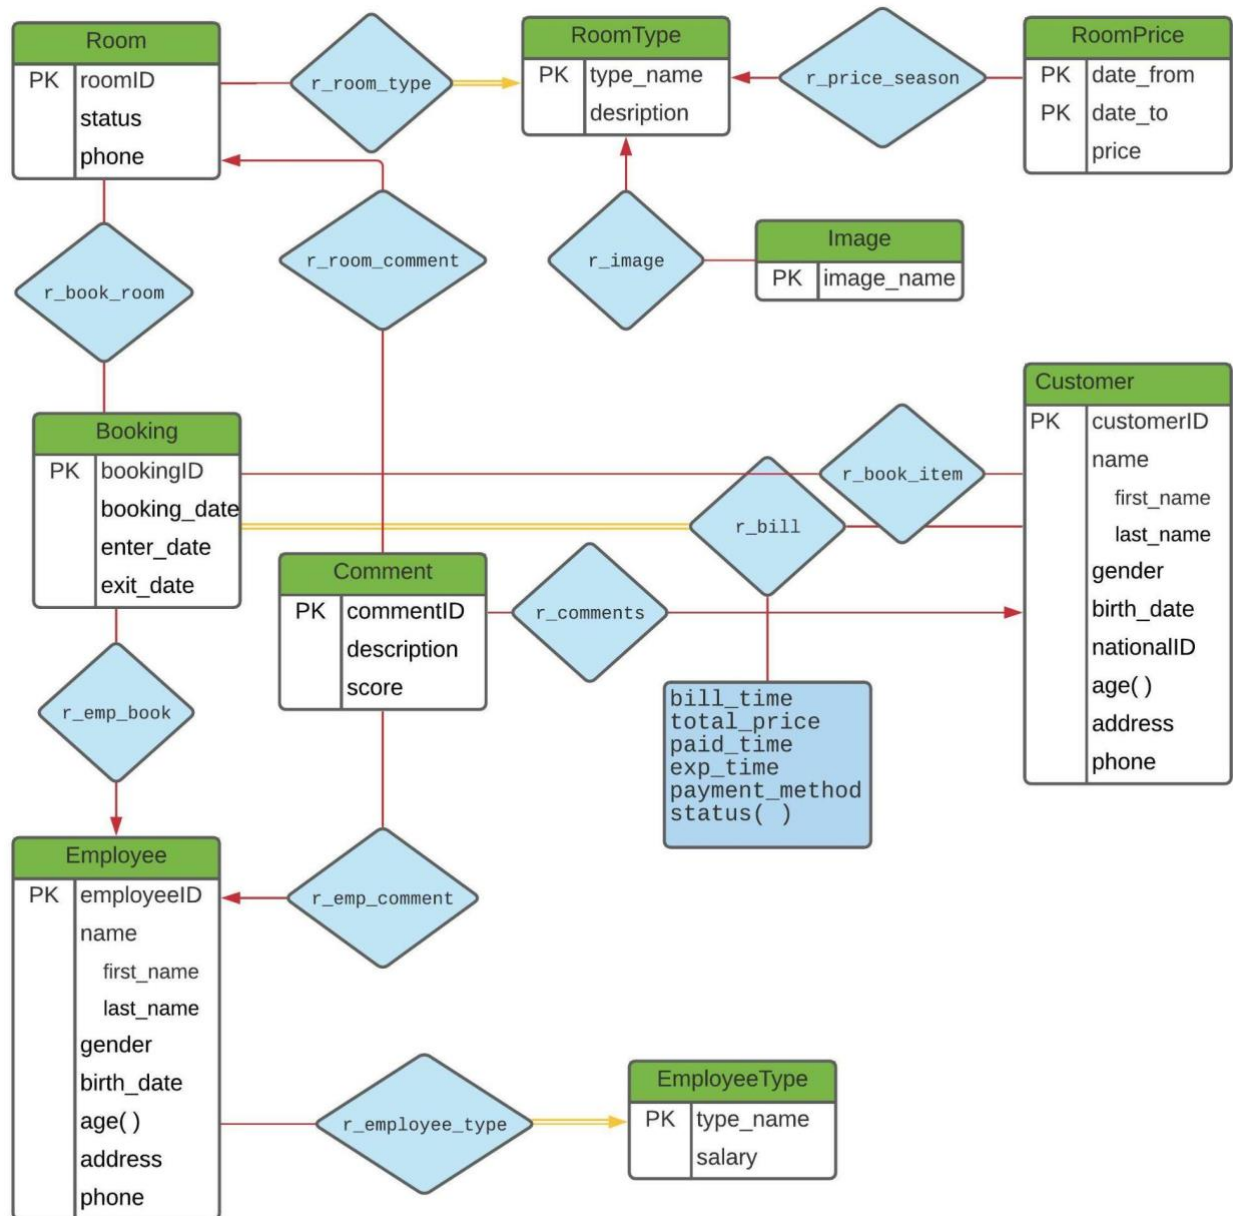 Room
PK roomID
status
phone
r_room_type
RoomType
PK type_name
desription
r_price_season
RoomPrice
PK date_from
PK date_to
price
r_book_room
r_room_comment
r_image
Image
PK image_name
Booking
PK bookingID
booking_date
enter_date
exit_date
r_book_item
r_bill
Customer
PK customerID
name
first_name
last_name
gender
birth_date
nationalID
age( )
address
phone
Comment
PK commentID
description
score
r_comments
bill_time
total_price
paid_time
exp_time
payment_method
status( )
r_emp_book
r_emp_comment
Employee
PK employeeID
name
first_name
last_name
gender
birth_date
age( )
address
phone
r_employee_type
EmployeeType
PK type_name
salary